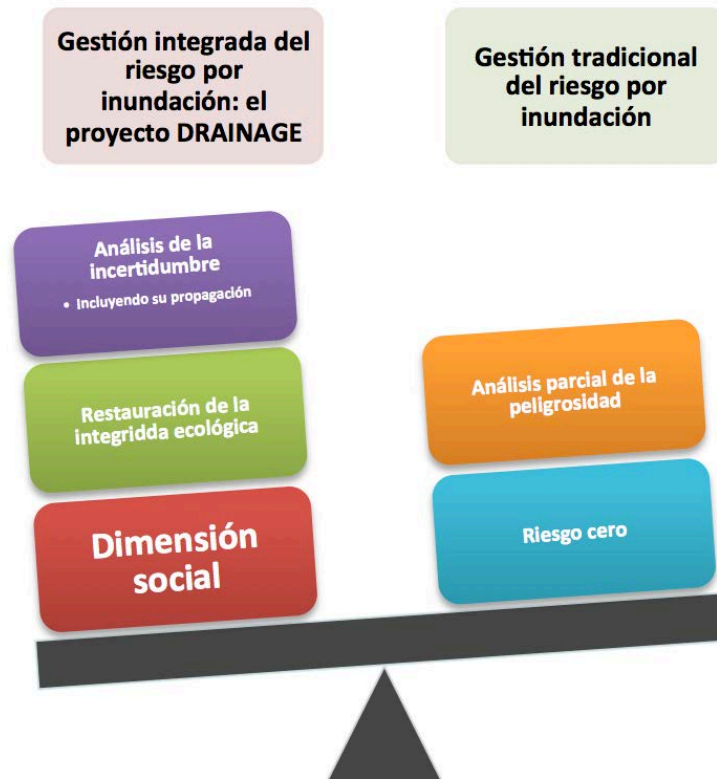 Gestión integrada del
riesgo por
inundación: el
proyecto DRAINAGE
Gestión tradicional
del riesgo por
inundación
Análisis de la
incertidumbre
• Incluyendo su propagación
Restauración de la
integridda ecológica
Dimensión
social
Análisis parcial de la
peligrosidad
Riesgo cero